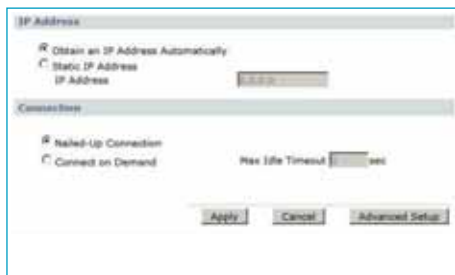 IP Address
Obtain an IP Address Automatically
Static IP Address
IP Address
Connection
Nailed-Up Connection
Connect on Demand Max Idle Timeout sec
Apply Cancel Advanced Setup